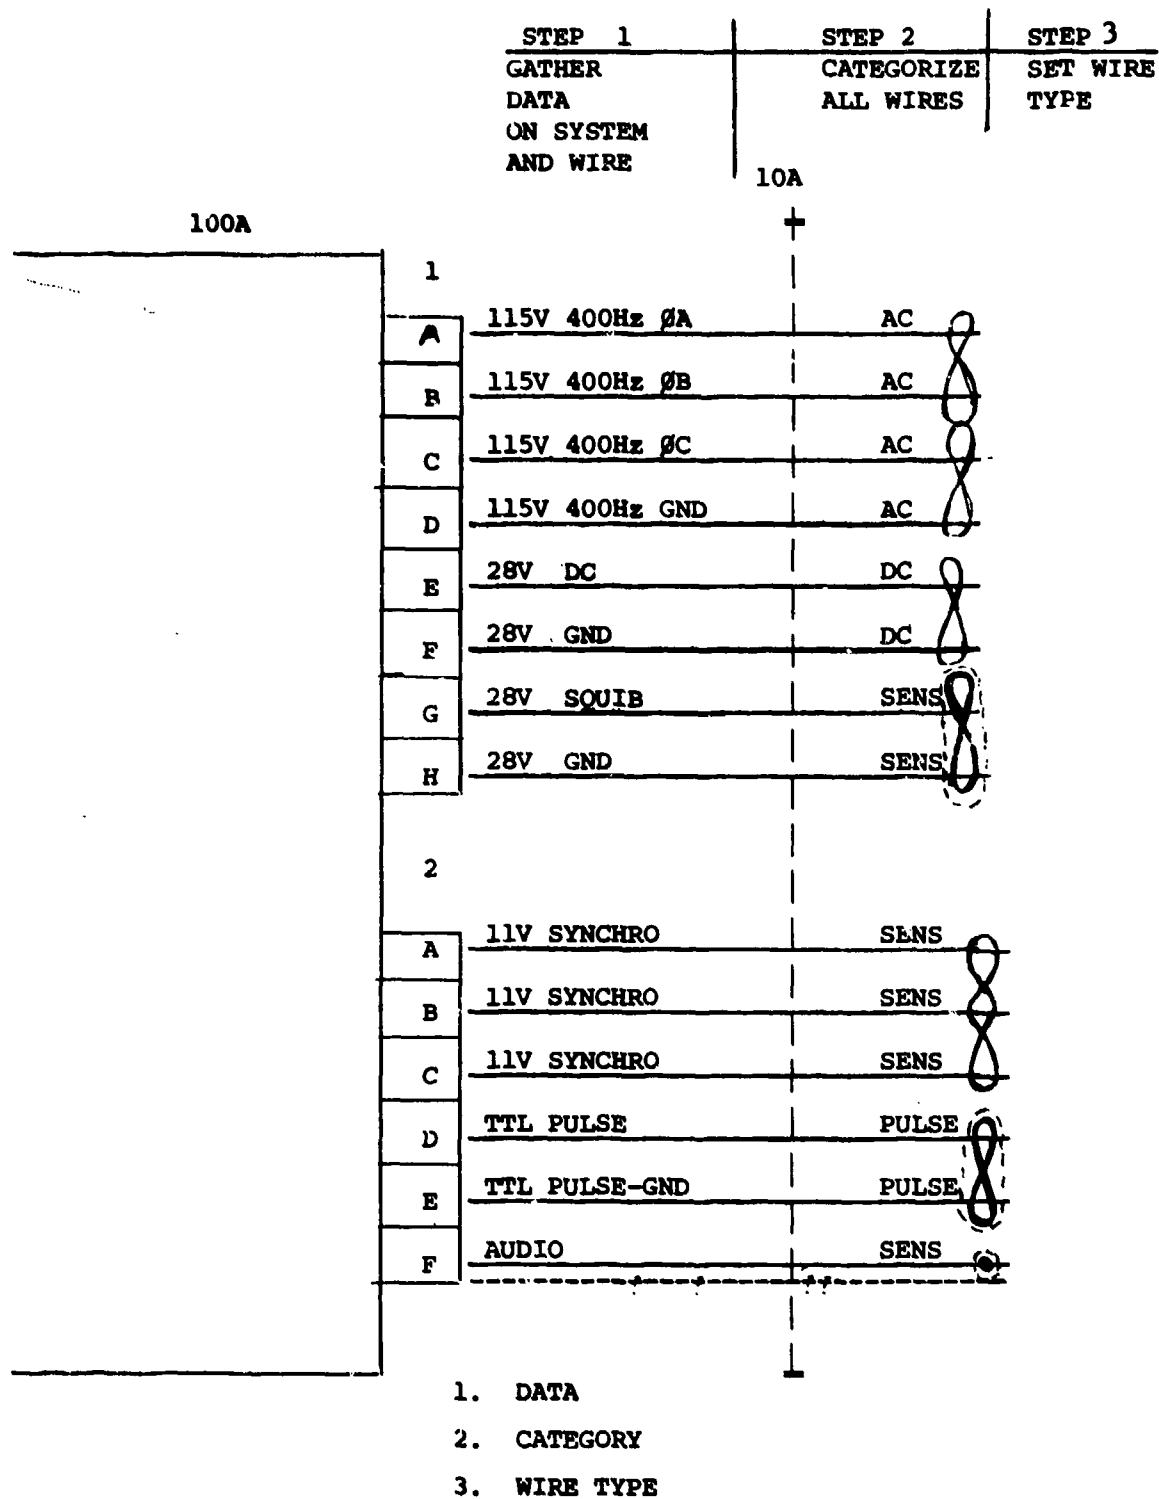 STEP 1 STEP 2 STEP 3
GATHER CATEGORIZE SET WIRE
DATA ALL WIRES TYPE
ON SYSTEM
AND WIRE
10A
100A
1
A 115V 400Hz ØA AC
B 115V 400Hz ØB AC
C 115V 400Hz ØC AC
D 115V 400Hz GND AC
E 28V DC DC
F 28V GND DC
G 28V SQUIB SENS
H 28V GND SENS
2
A 11V SYNCHRO SENS
B 11V SYNCHRO SENS
C 11V SYNCHRO SENS
D TTL PULSE PULSE
E TTL PULSE-GND PULSE
F AUDIO SENS
1. DATA
2. CATEGORY
3. WIRE TYPE